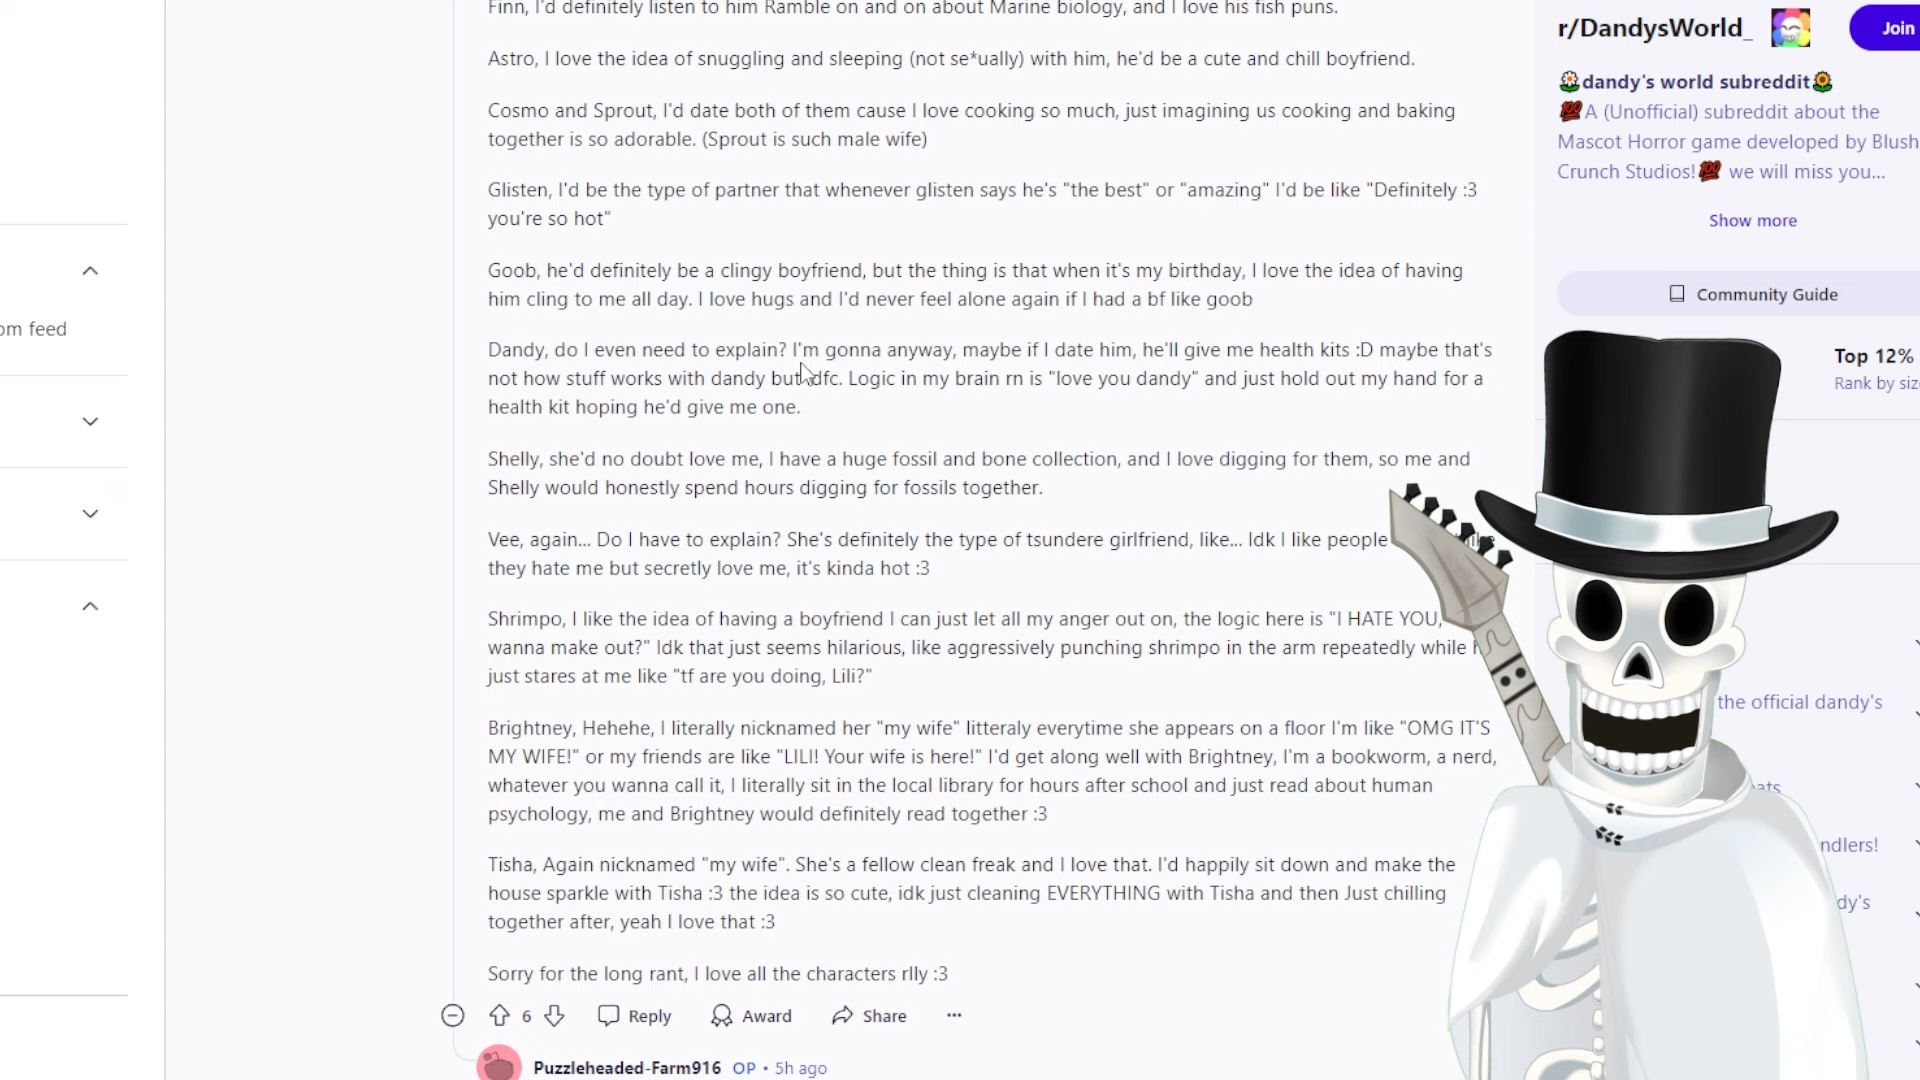 Finn, I'd definitely listen to him Ramble on and on about Marine biology, and I love his fish puns.
Astro, I love the idea of snuggling and sleeping (not se*ually) with him, he'd be a cute and chill boyfriend.
Cosmo and Sprout, I'd date both of them cause I love cooking so much, just imagining us cooking and baking
together is so adorable. (Sprout is such male wife)
Glisten, I'd be the type of partner that whenever glisten says he's "the best" or "amazing" I'd be like "Definitely :3
you're so hot"
Goob, he'd definitely be a clingy boyfriend, but the thing is that when it's my birthday, I love the idea of having
him cling to me all day. I love hugs and I'd never feel alone again if I had a bf like goob
Dandy, do I even need to explain? I'm gonna anyway, maybe if I date him, he'll give me health kits :D maybe that's
not how stuff works with dandy but dfc. Logic in my brain rn is "love you dandy" and just hold out my hand for a
health kit hoping he'd give me one.
Shelly, she'd no doubt love me, I have a huge fossil and bone collection, and I love digging for them, so me and
Shelly would honestly spend hours digging for fossils together.
Vee, again... Do I have to explain? She's definitely the type of tsundere girlfriend, like... Idk I like people
they hate me but secretly love me, it's kinda hot :3
Shrimpo, I like the idea of having a boyfriend I can just let all my anger out on, the logic here is "I HATE YOU,
wanna make out?" Idk that just seems hilarious, like aggressively punching shrimpo in the arm repeatedly while
just stares at me like "tf are you doing, Lili?"
Brightney, Hehehe, I literally nicknamed her "my wife" litteraly everytime she appears on a floor I'm like "OMG IT'S
MY WIFE!" or my friends are like "LILI! Your wife is here!" I'd get along well with Brightney, I'm a bookworm, a nerd,
whatever you wanna call it, I literally sit in the local library for hours after school and just read about human
psychology, me and Brightney would definitely read together :3
Tisha, Again nicknamed "my wife". She's a fellow clean freak and I love that. I'd happily sit down and make the
house sparkle with Tisha :3 the idea is so cute, idk just cleaning EVERYTHING with Tisha and then Just chilling
together after, yeah I love that :3
Sorry for the long rant, I love all the characters rlly :3
6 Reply Award Share
Puzzleheaded-Farm916 OP • 5h ago
om feed
r/DandysWorld_
Join
dandy's world subreddit
A (Unofficial) subreddit about the
Mascot Horror game developed by Blush
Crunch Studios! we will miss you...
Show more
Community Guide
Top 12%
Rank by siz
the official dandy's
ats
ndlers!
dy's